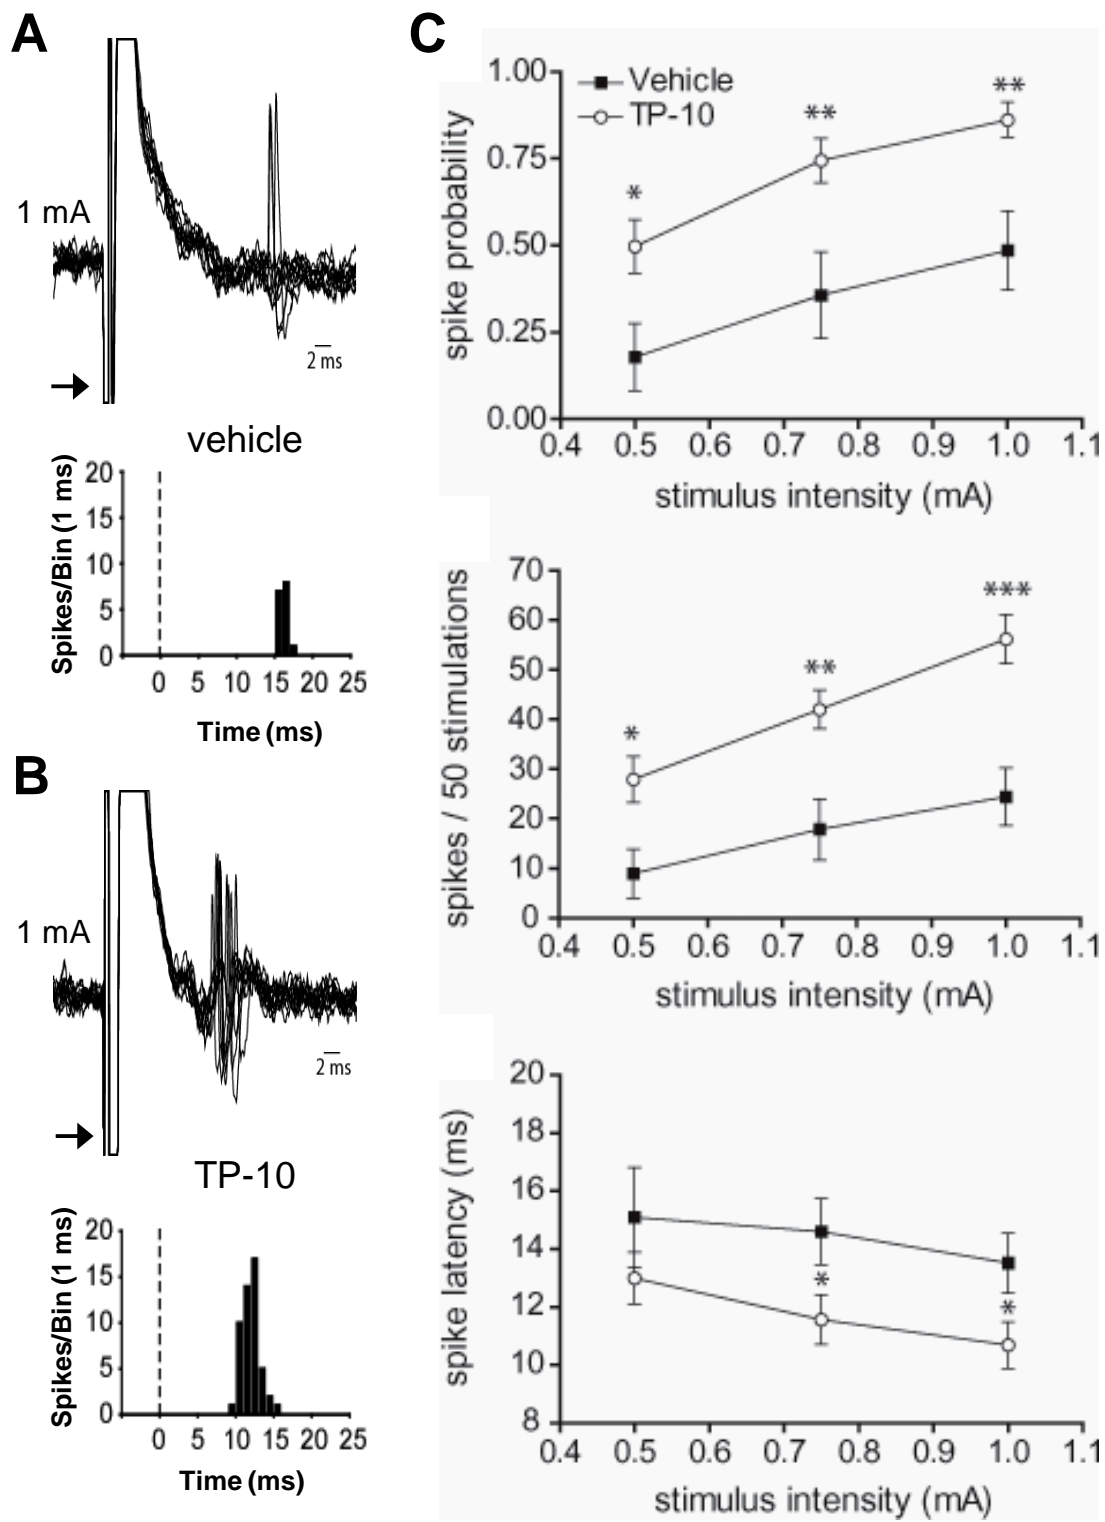 A
1 mA
2 ms
vehicle
Spikes/Bin (1 ms)
20
15
10
5
0
0 5 10 15 20 25
Time (ms)
B
1 mA
2 ms
TP-10
Spikes/Bin (1 ms)
20
15
10
5
0
0 5 10 15 20 25
Time (ms)
C
Vehicle
TP-10
spike probability
1.00
0.75
0.50
0.25
0.00
* ** **
0.4 0.5 0.6 0.7 0.8 0.9 1.0 1.1
stimulus intensity (mA)
spikes / 50 stimulations
70
60
50
40
30
20
10
0
* ** ***
0.4 0.5 0.6 0.7 0.8 0.9 1.0 1.1
stimulus intensity (mA)
spike latency (ms)
20
18
16
14
12
10
8
* *
0.4 0.5 0.6 0.7 0.8 0.9 1.0 1.1
stimulus intensity (mA)